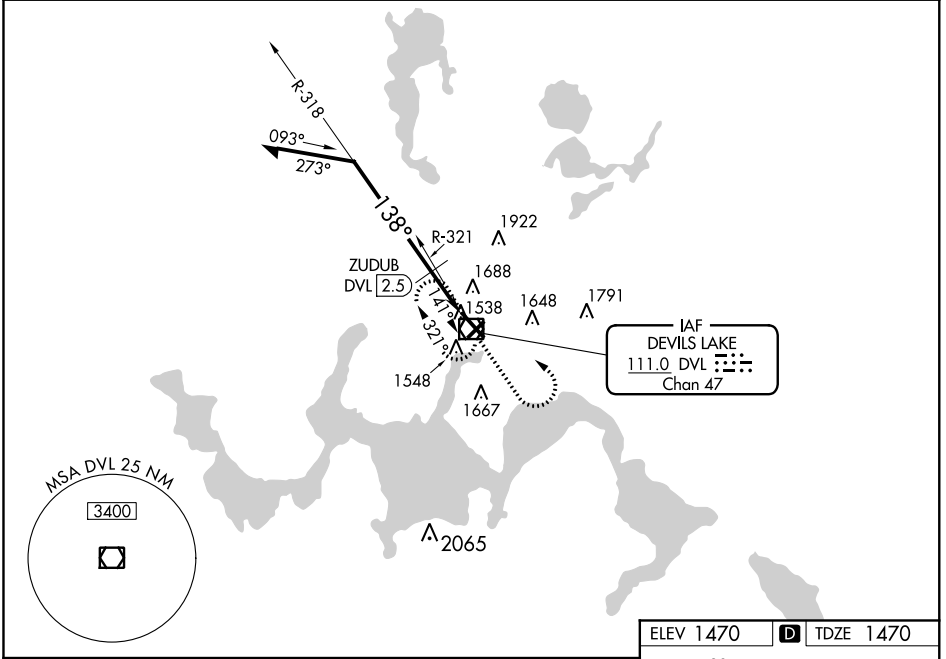 R-318
093°
273°
138°
R-321
1922
ZUDUB
DVL 2.5
1688
141°
1538
1648
1791
321°
IAF
DEVILS LAKE
111.0 DVL
Chan 47
1548
1667
MSA DVL 25 NM
3400
2065
ELEV 1470 D TDZE 1470